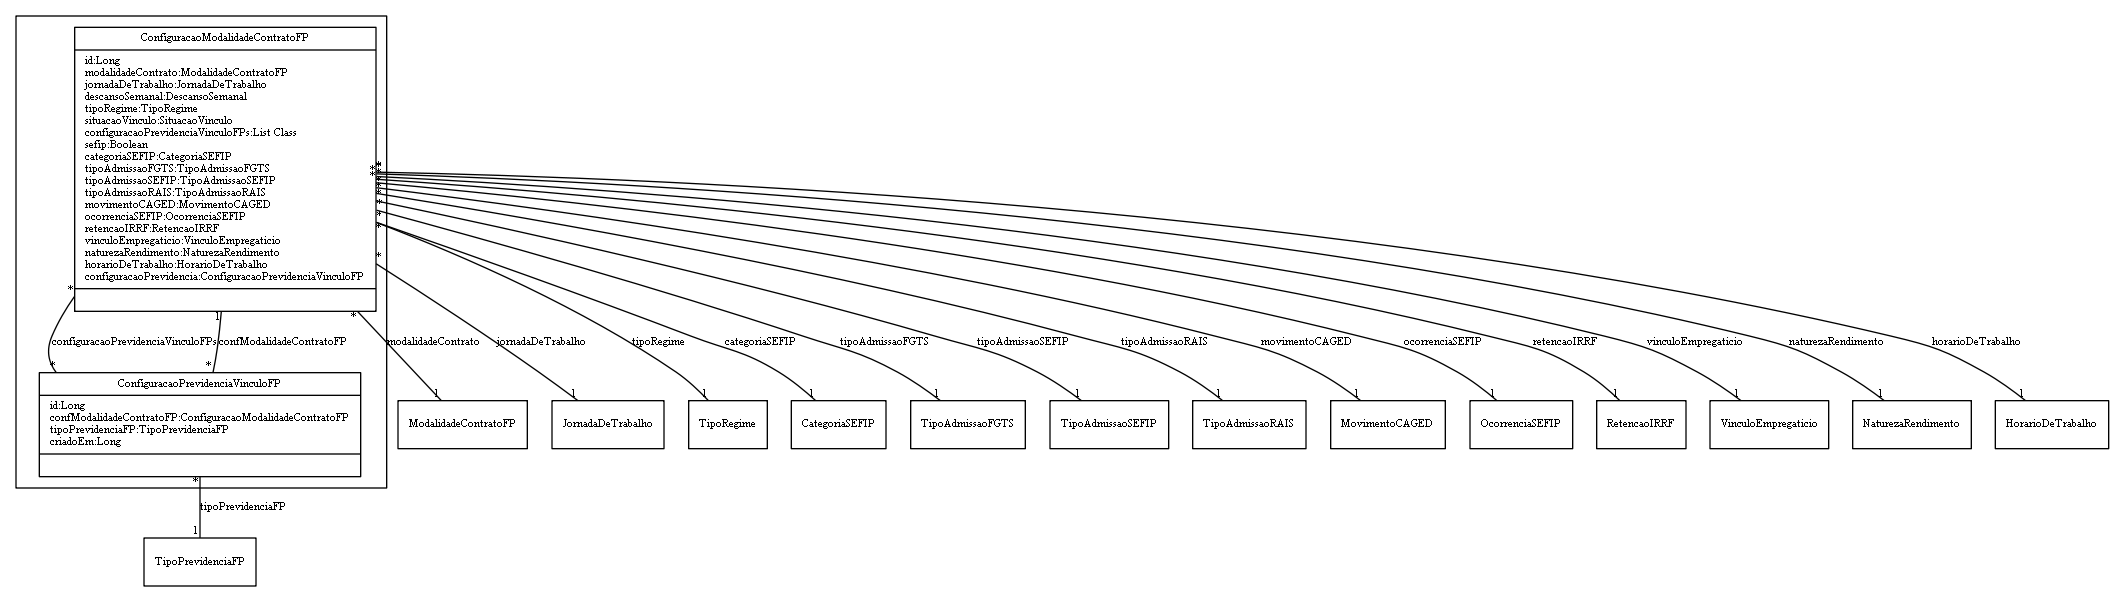 ConfiguracaoModalidadeContratoFP
id:Long
modalidadeContrato:ModalidadeContratoFP
jornadaDeTrabalho:JornadaDeTrabalho
descansoSemanal:DescansoSemanal
tipoRegime:TipoRegime
situacaoVinculo:SituacaoVinculo
configuracaoPrevidenciaVinculoFPs:List Class
sefip:Boolean
categoriaSEFIP:CategoriaSEFIP
tipoAdmissaoFGTS:TipoAdmissaoFGTS
tipoAdmissaoSEFIP:TipoAdmissaoSEFIP
tipoAdmissaoRAIS:TipoAdmissaoRAIS
movimentoCAGED:MovimentoCAGED
ocorrenciaSEFIP:OcorrenciaSEFIP
retencaoIRRF:RetencaoIRRF
vinculoEmpregaticio:VinculoEmpregaticio
naturezaRendimento:NaturezaRendimento
horarioDeTrabalho:HorarioDeTrabalho
configuracaoPrevidencia:ConfiguracaoPrevidenciaVinculoFP
* * * * * * * * * * *
*
* 1 *
configuracaoPrevidenciaVinculoFPs confModalidadeContratoFP modalidadeContrato jornadaDeTrabalho tipoRegime categoriaSEFIP tipoAdmissaoFGTS tipoAdmissaoSEFIP tipoAdmissaoRAIS movimentoCAGED ocorrenciaSEFIP retencaoIRRF vinculoEmpregaticio naturezaRendimento horarioDeTrabalho
* *
1 1 1 1 1 1 1 1 1 1 1 1 1
ConfiguracaoPrevidenciaVinculoFP
id:Long
confModalidadeContratoFP:ConfiguracaoModalidadeContratoFP
tipoPrevidenciaFP:TipoPrevidenciaFP
criadoEm:Long
ModalidadeContratoFP
JornadaDeTrabalho
TipoRegime
CategoriaSEFIP
TipoAdmissaoFGTS
TipoAdmissaoSEFIP
TipoAdmissaoRAIS
MovimentoCAGED
OcorrenciaSEFIP
RetencaoIRRF
VinculoEmpregaticio
NaturezaRendimento
HorarioDeTrabalho
*
tipoPrevidenciaFP
1
TipoPrevidenciaFP